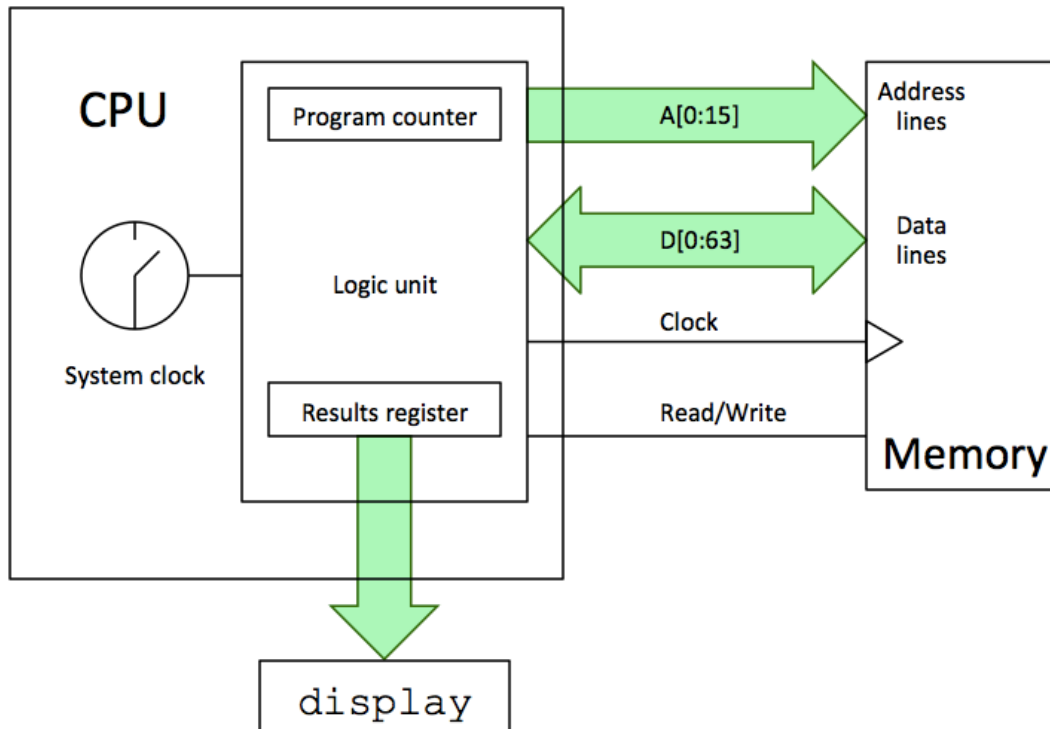 CPU
Program counter
A[0:15]
Address
lines
D[0:63]
Data
lines
Logic unit
System clock
Clock
Results register
Read/Write
Memory
display